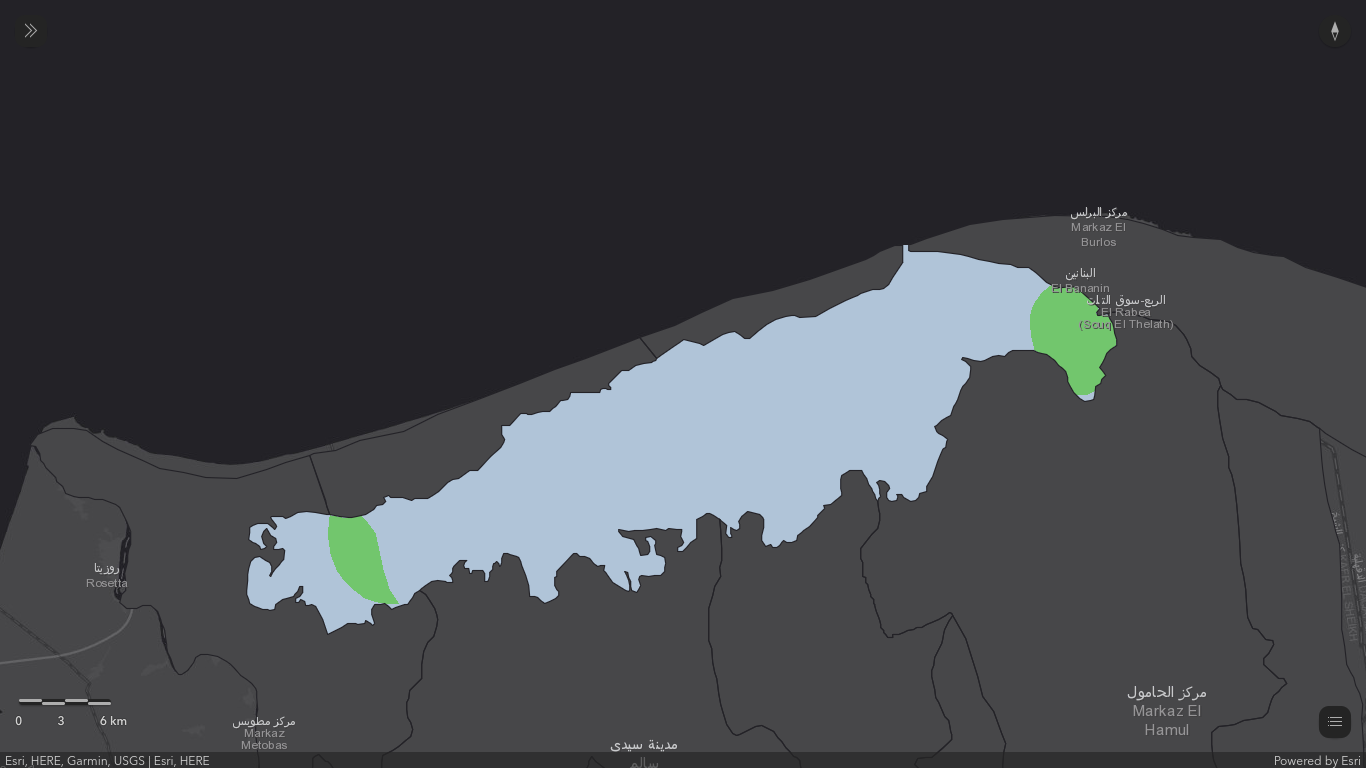 مركز البرلس
Markaz El
Burlos
البنانين
El Bananin
الربع-سوق الثلاث
El Rabea
(Souq El Thelath)
روزيتا
Rosetta
مركز الحامول
Markaz El
Hamul
0 3 6 km
مركز مطوبس
Markaz
Metobas
مدينة سيدى
سالم
Esri, HERE, Garmin, USGS | Esri, HERE
Powered by Esri